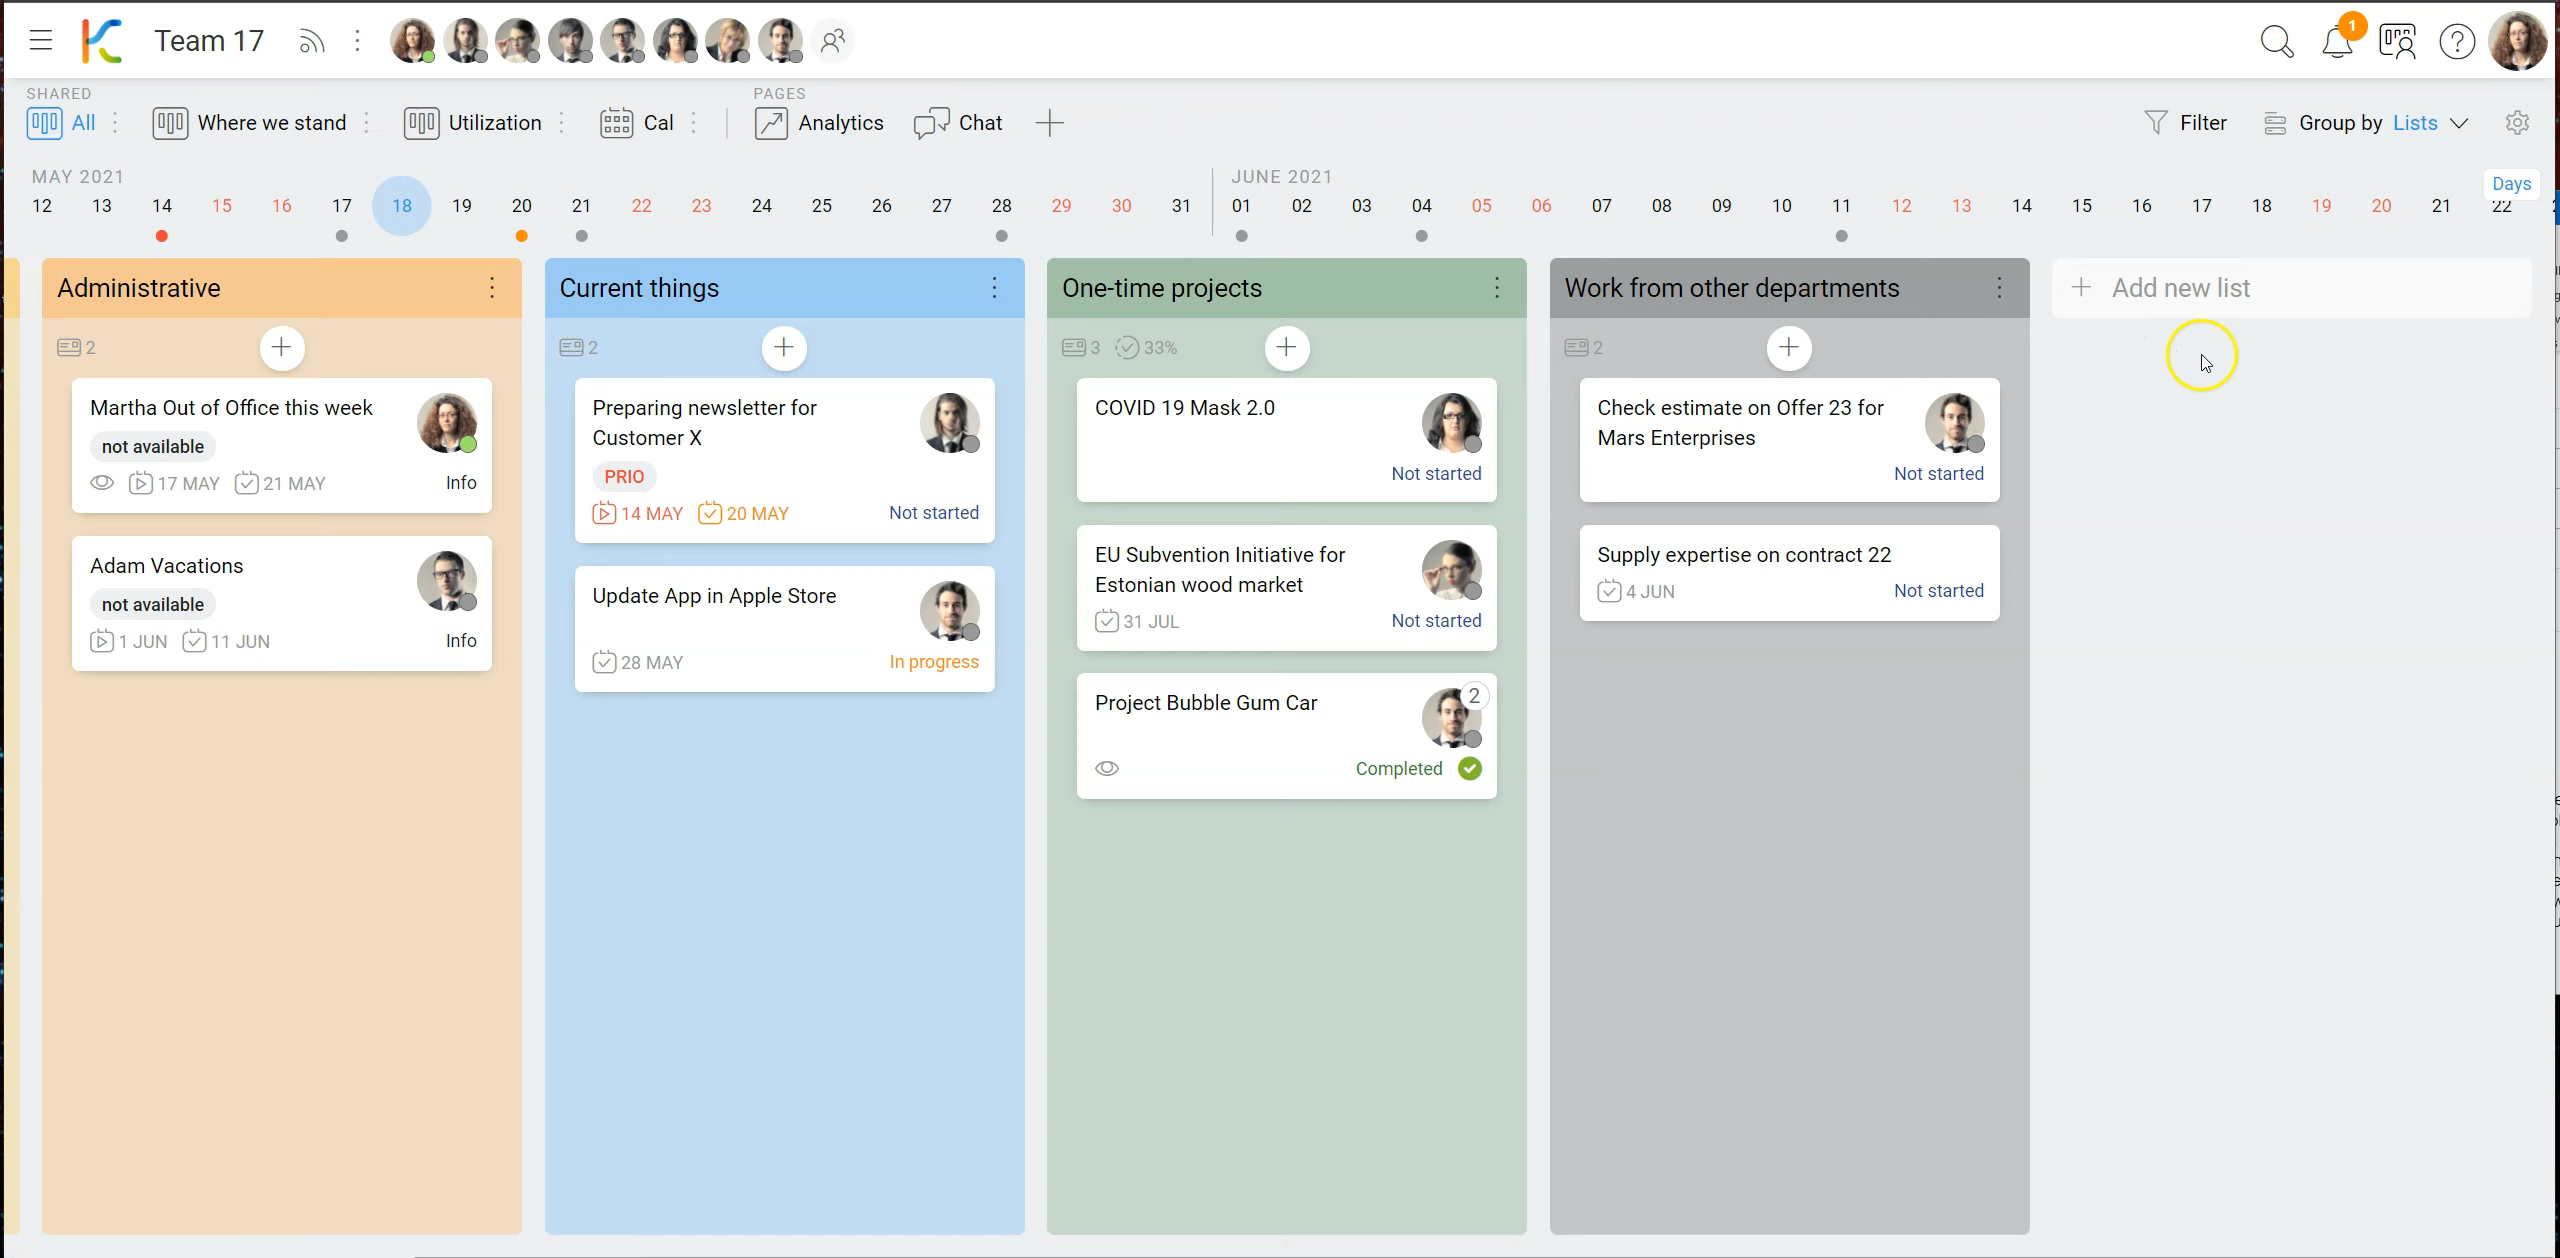 Team 17
1
SHARED
PAGES
All
Where we stand
Utilization
Cal
Analytics
Chat
Filter
Group by Lists
MAY 2021
JUNE 2021
Days
12 13 14 15 16 17 18 19 20 21 22 23 24 25 26 27 28 29 30 31 01 02 03 04 05 06 07 08 09 10 11 12 13 14 15 16 17 18 19 20 21 22
Administrative
2
Martha Out of Office this week
not available
17 MAY 21 MAY Info
Adam Vacations
not available
1 JUN 11 JUN Info
Current things
2
Preparing newsletter for
Customer X
PRIO
14 MAY 20 MAY Not started
Update App in Apple Store
28 MAY In progress
One-time projects
3 33%
COVID 19 Mask 2.0
Not started
EU Subvention Initiative for
Estonian wood market
31 JUL Not started
Project Bubble Gum Car
2
Completed
Work from other departments
2
Check estimate on Offer 23 for
Mars Enterprises
Not started
Supply expertise on contract 22
4 JUN Not started
Add new list